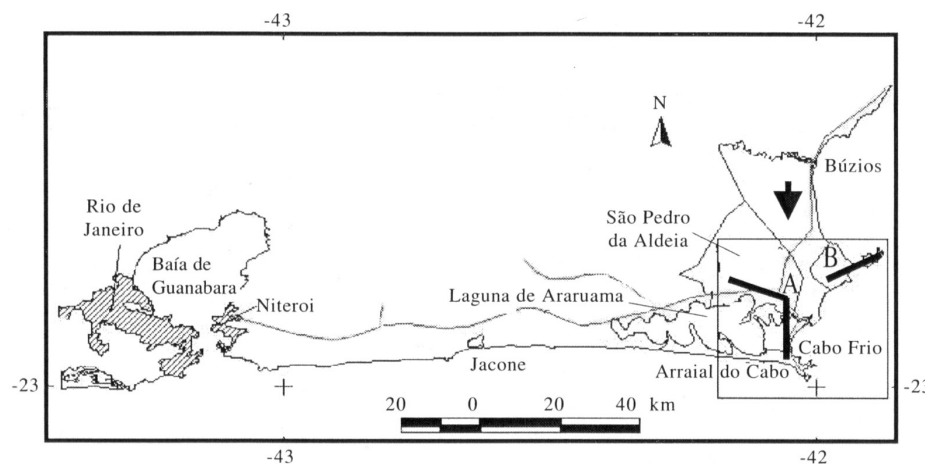 -43
-42
N
Búzios
Rio de
Janeiro
São Pedro
da Aldeia
Baía de
Guanabara
B
A
Niteroi
Laguna de Araruama
Jacone
Cabo Frio
Arraial do Cabo
-23
-23
20 0 20 40 km
-43
-42